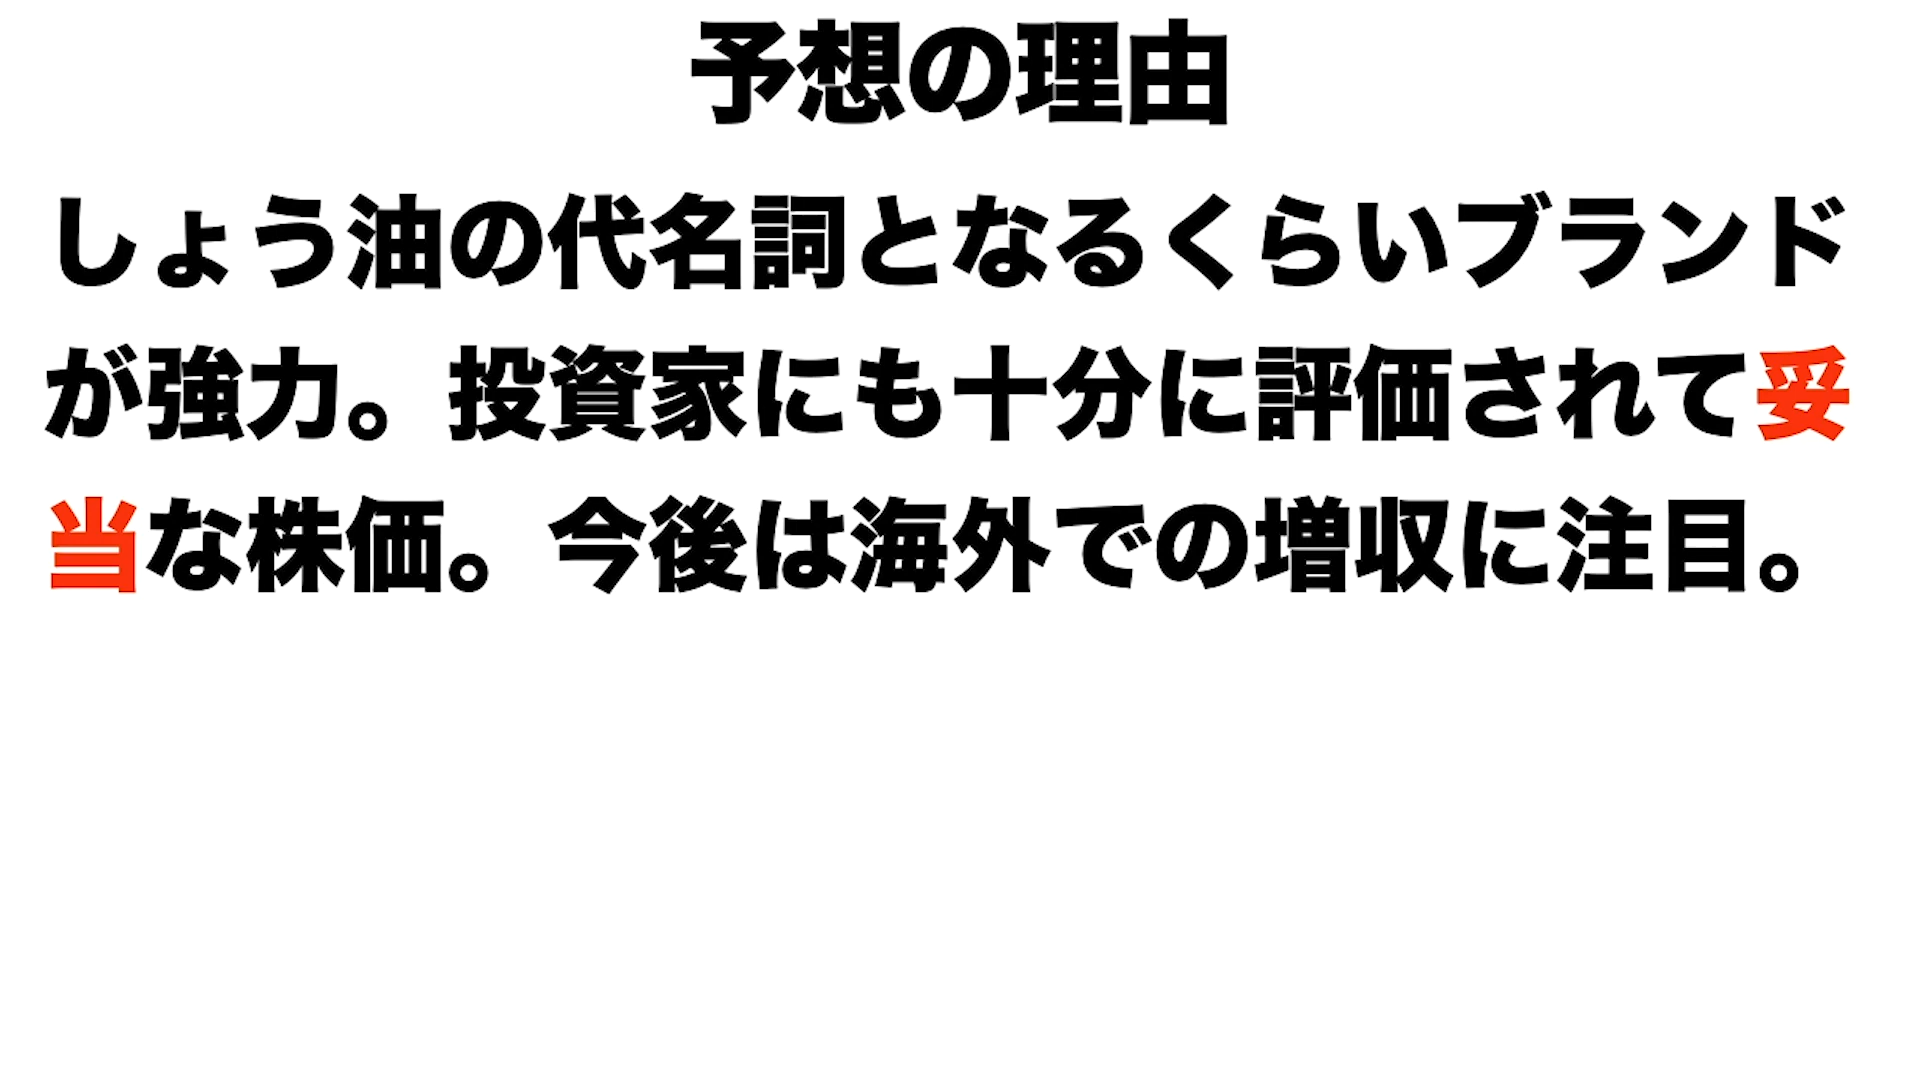 予想の理由
しょう油の代名詞となるくらいブランド
が強力。投資家にも十分に評価されて妥
当な株価。今後は海外での増収に注目。